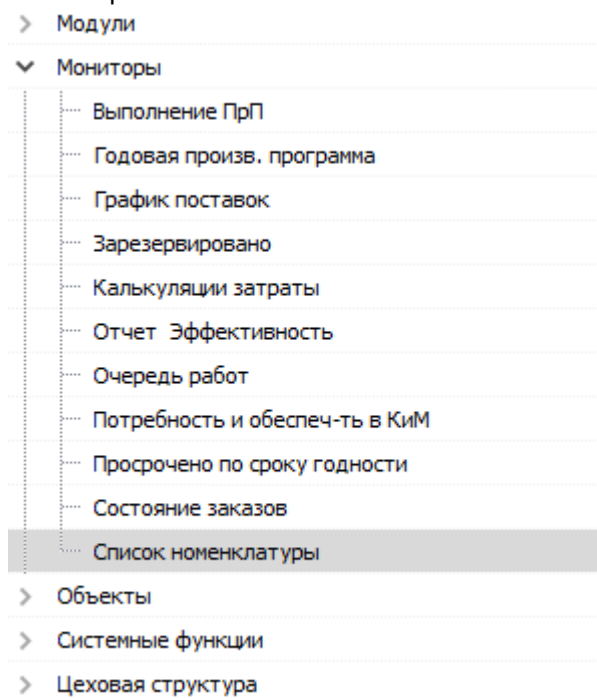 Модули
Мониторы
Выполнение ПрП
Годовая произв. программа
График поставок
Зарезервировано
Калькуляции затраты
Отчет  Эффективность
Очередь работ
Потребность и обеспеч-ть в КиМ
Просрочено по сроку годности
Состояние заказов
Список номенклатуры
Объекты
Системные функции
Цеховая структура